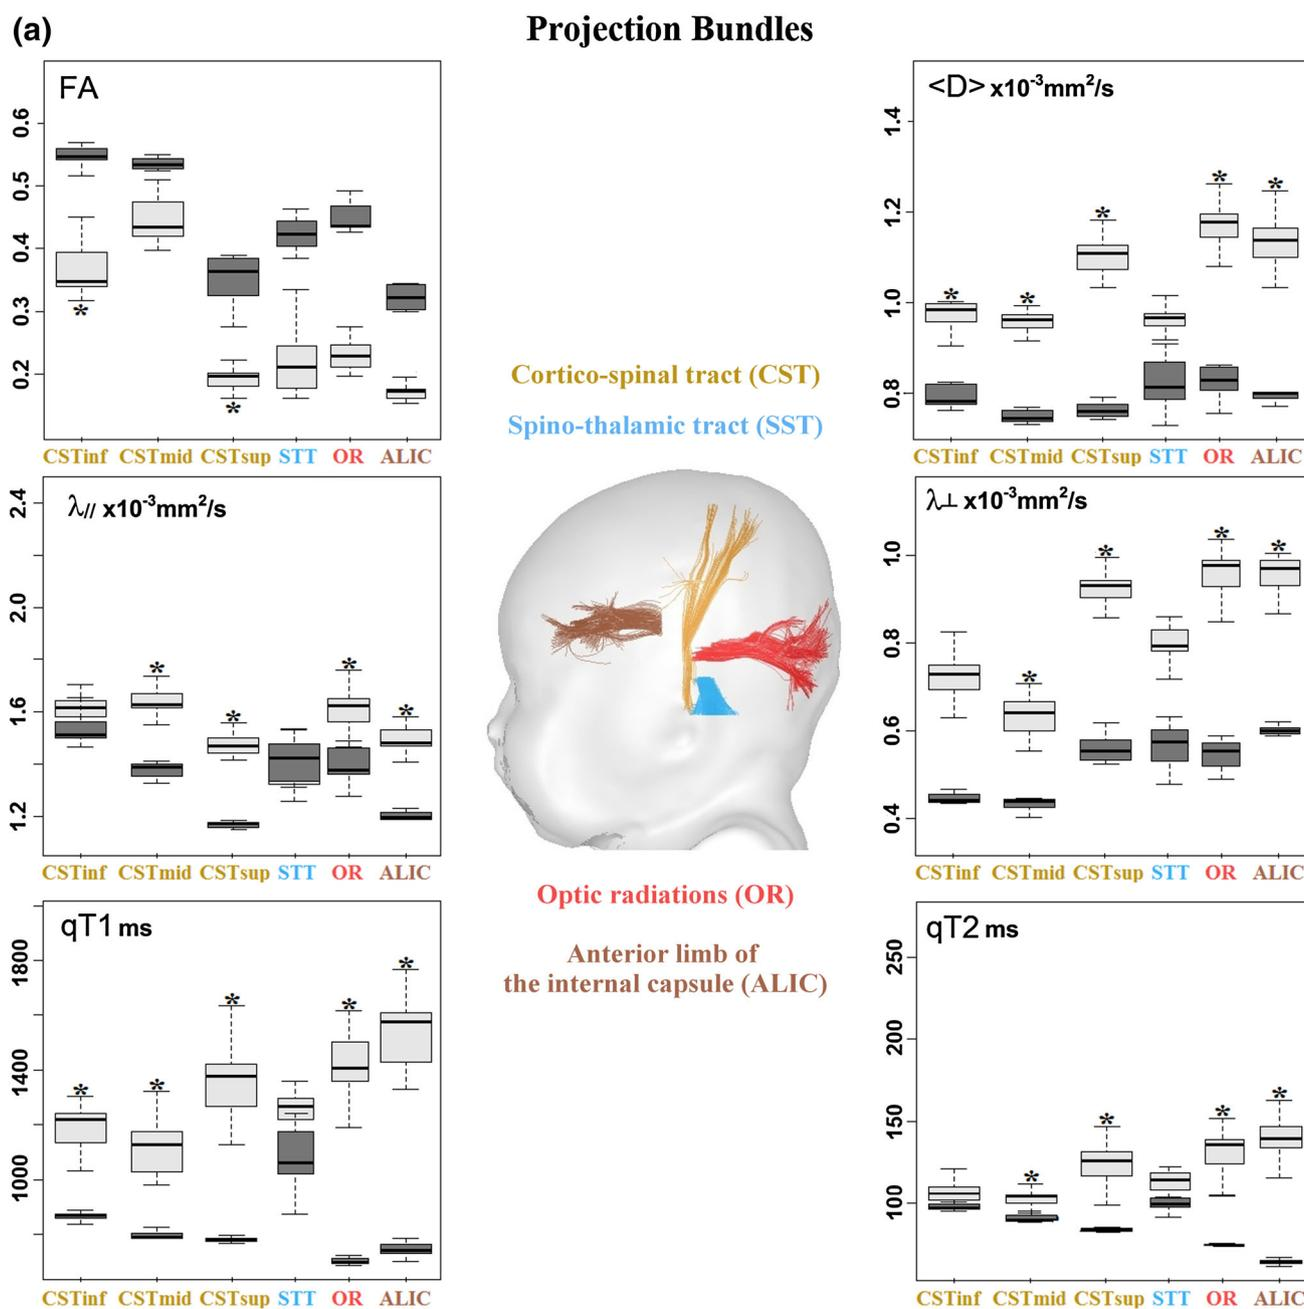 (a)
Projection Bundles
FA
0.6
0.5
0.4
0.3
0.2
*
*
CSTinf CSTmid CSTsup STT OR ALIC
<D> x10-3mm2/s
1.4
1.2
1.0
0.8
* * * * *
CSTinf CSTmid CSTsup STT OR ALIC
Cortico-spinal tract (CST)
Spino-thalamic tract (SST)
λ// x10-3mm2/s
2.4
2.0
1.6
1.2
* * * *
CSTinf CSTmid CSTsup STT OR ALIC
λ⊥ x10-3mm2/s
1.0
0.8
0.6
0.4
* * * *
CSTinf CSTmid CSTsup STT OR ALIC
Optic radiations (OR)
Anterior limb of
the internal capsule (ALIC)
qT1 ms
1800
1400
1000
* * * * *
CSTinf CSTmid CSTsup STT OR ALIC
qT2 ms
250
200
150
100
* * * *
CSTinf CSTmid CSTsup STT OR ALIC